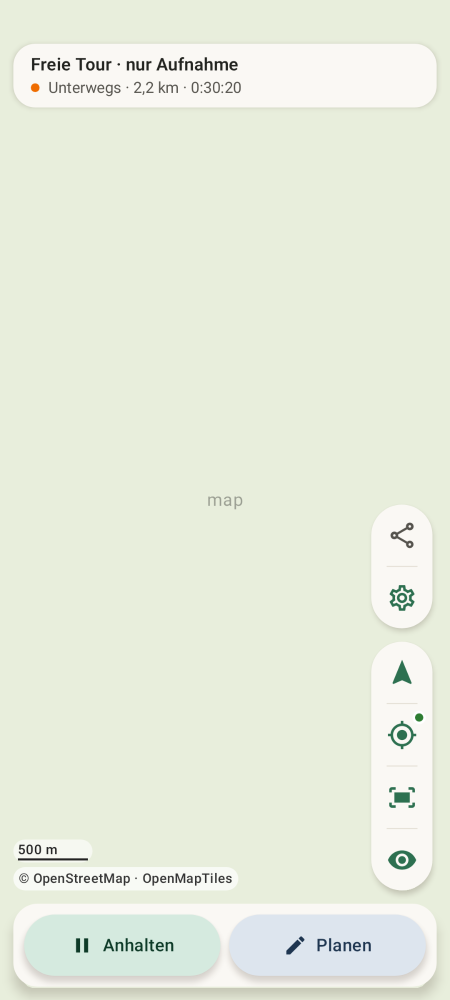 Freie Tour · nur Aufnahme
Unterwegs · 2,2 km · 0:30:20
map
500 m
© OpenStreetMap · OpenMapTiles
Anhalten
Planen